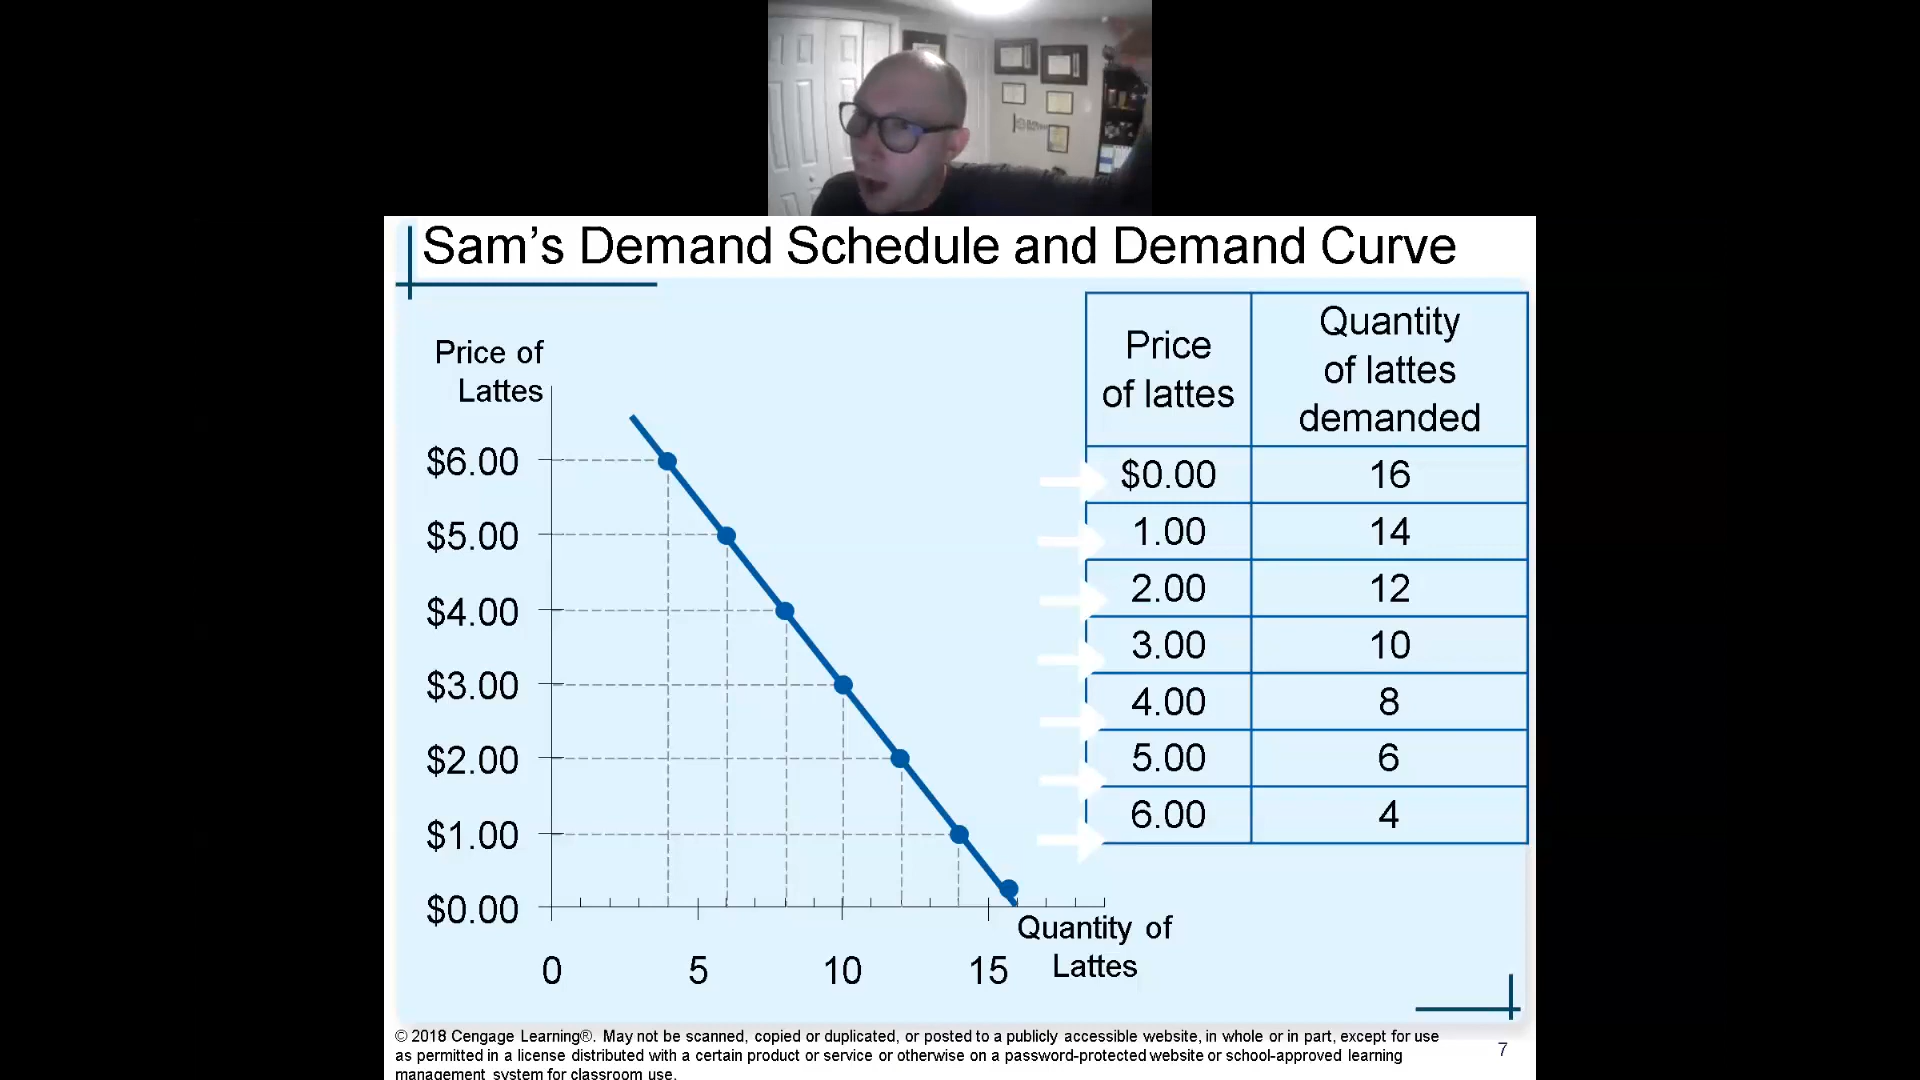 Sam’s Demand Schedule and Demand Curve
Price of
Lattes
$6.00
$5.00
$4.00
$3.00
$2.00
$1.00
$0.00
0 5 10 15
Quantity of
Lattes
Price
of lattes
Quantity
of lattes
demanded
$0.00 16
1.00 14
2.00 12
3.00 10
4.00 8
5.00 6
6.00 4
© 2018 Cengage Learning®. May not be scanned, copied or duplicated, or posted to a publicly accessible website, in whole or in part, except for use
as permitted in a license distributed with a certain product or service or otherwise on a password-protected website or school-approved learning
management system for classroom use.
7